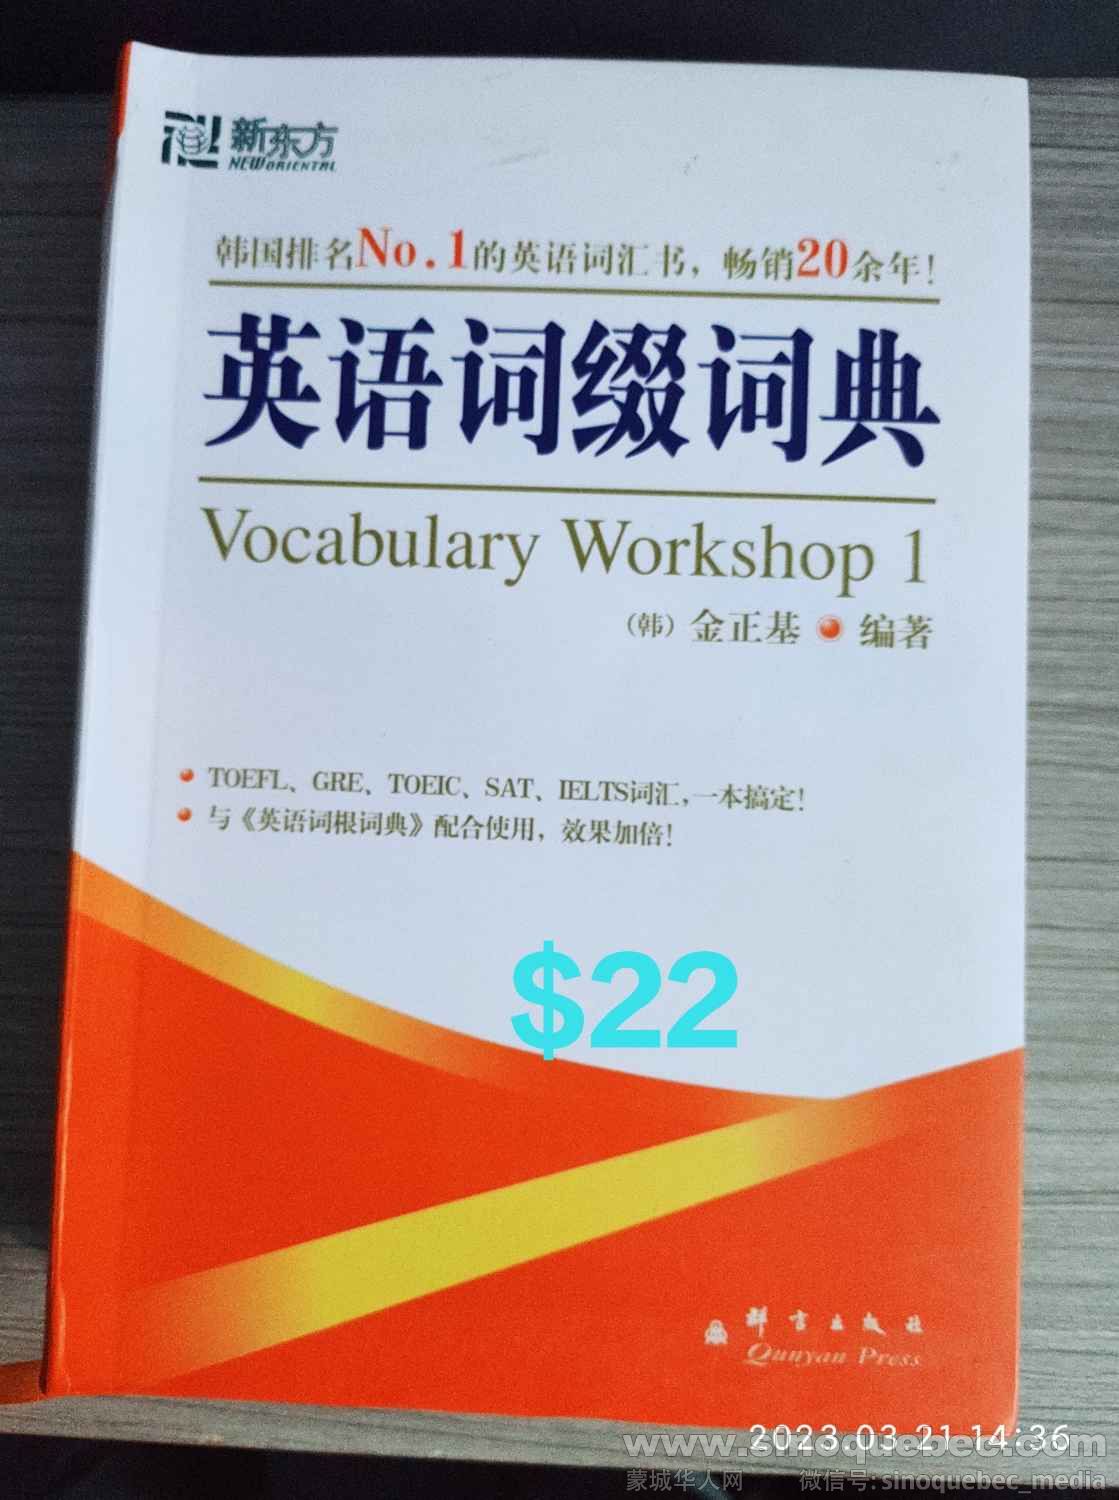 新东方
NEW ORIENTAL
韩国排名No.1的英语词汇书，畅销20余年！
英语词缀词典
Vocabulary Workshop 1
（韩）金正基 编著
TOEFL、GRE、TOEIC、SAT、IELTS词汇，一本搞定！
与《英语词根词典》配合使用，效果加倍！
$22
群言出版社
Qunyan Press
2023.03.21 14:36
www.sinoquebec.com
蒙城华人网 微信号: sinoquebec_media